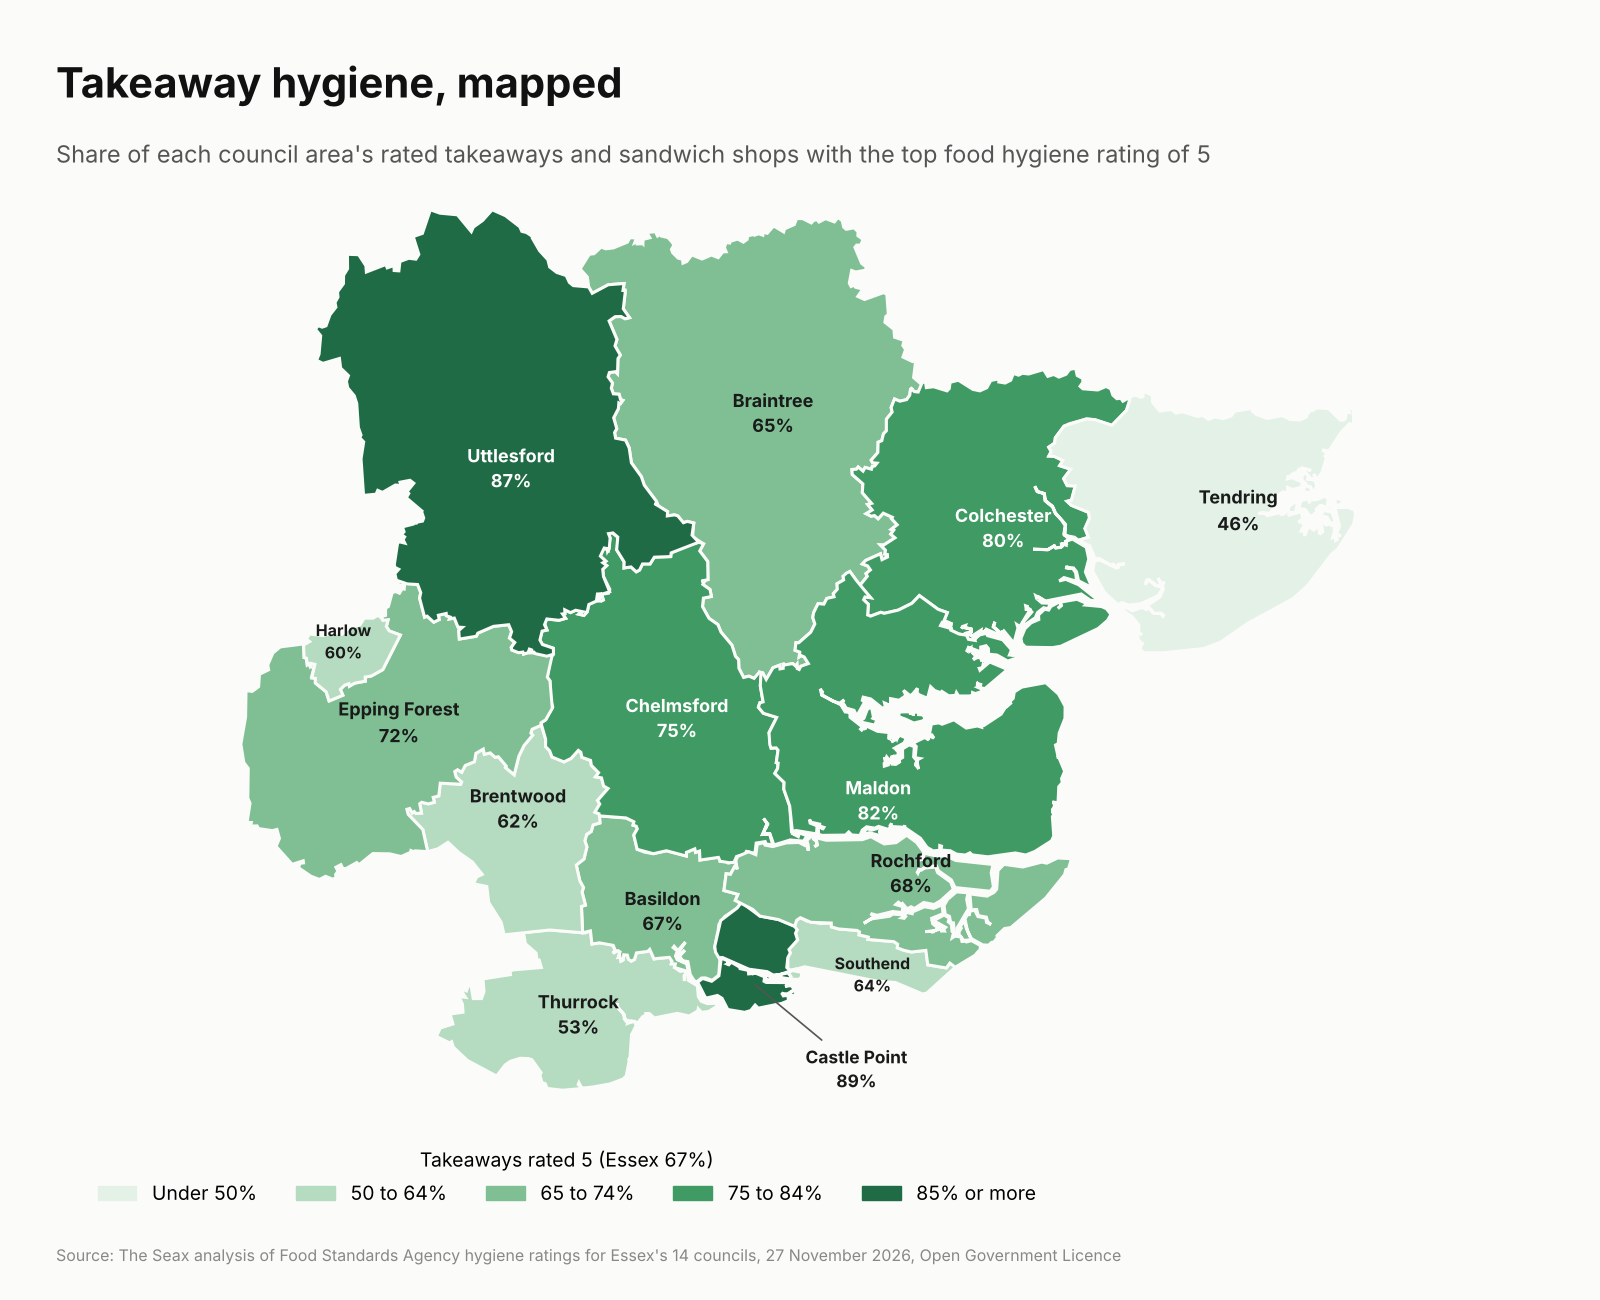 Takeaway hygiene, mapped
Share of each council area's rated takeaways and sandwich shops with the top food hygiene rating of 5
Braintree
65%
Uttlesford
87%
Tendring
46%
Colchester
80%
Harlow
60%
Epping Forest
72%
Chelmsford
75%
Maldon
82%
Brentwood
62%
Rochford
68%
Basildon
67%
Southend
64%
Thurrock
53%
Castle Point
89%
Takeaways rated 5 (Essex 67%)
Under 50%
50 to 64%
65 to 74%
75 to 84%
85% or more
Source: The Seax analysis of Food Standards Agency hygiene ratings for Essex's 14 councils, 27 November 2026, Open Government Licence